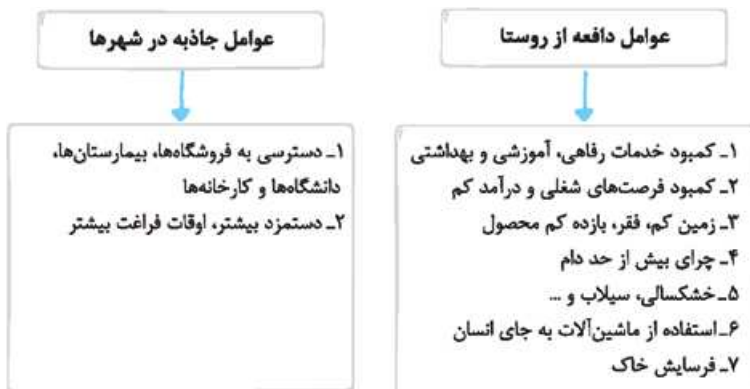 عوامل دافعه از روستا
۱ـ کمبود خدمات رفاهی، آموزشی و بهداشتی
۲ـ کمبود فرصت‌های شغلی و درآمد کم
۳ـ زمین کم، فقر، بازده کم محصول
۴ـ چرای بیش از حد دام
۵ـ خشکسالی، سیلاب و ...
۶ـ استفاده از ماشین‌آلات به جای انسان
۷ـ فرسایش خاک
عوامل جاذبه در شهرها
۱ـ دسترسی به فروشگاه‌ها، بیمارستان‌ها،
دانشگاه‌ها و کارخانه‌ها
۲ـ دستمزد بیشتر، اوقات فراغت بیشتر